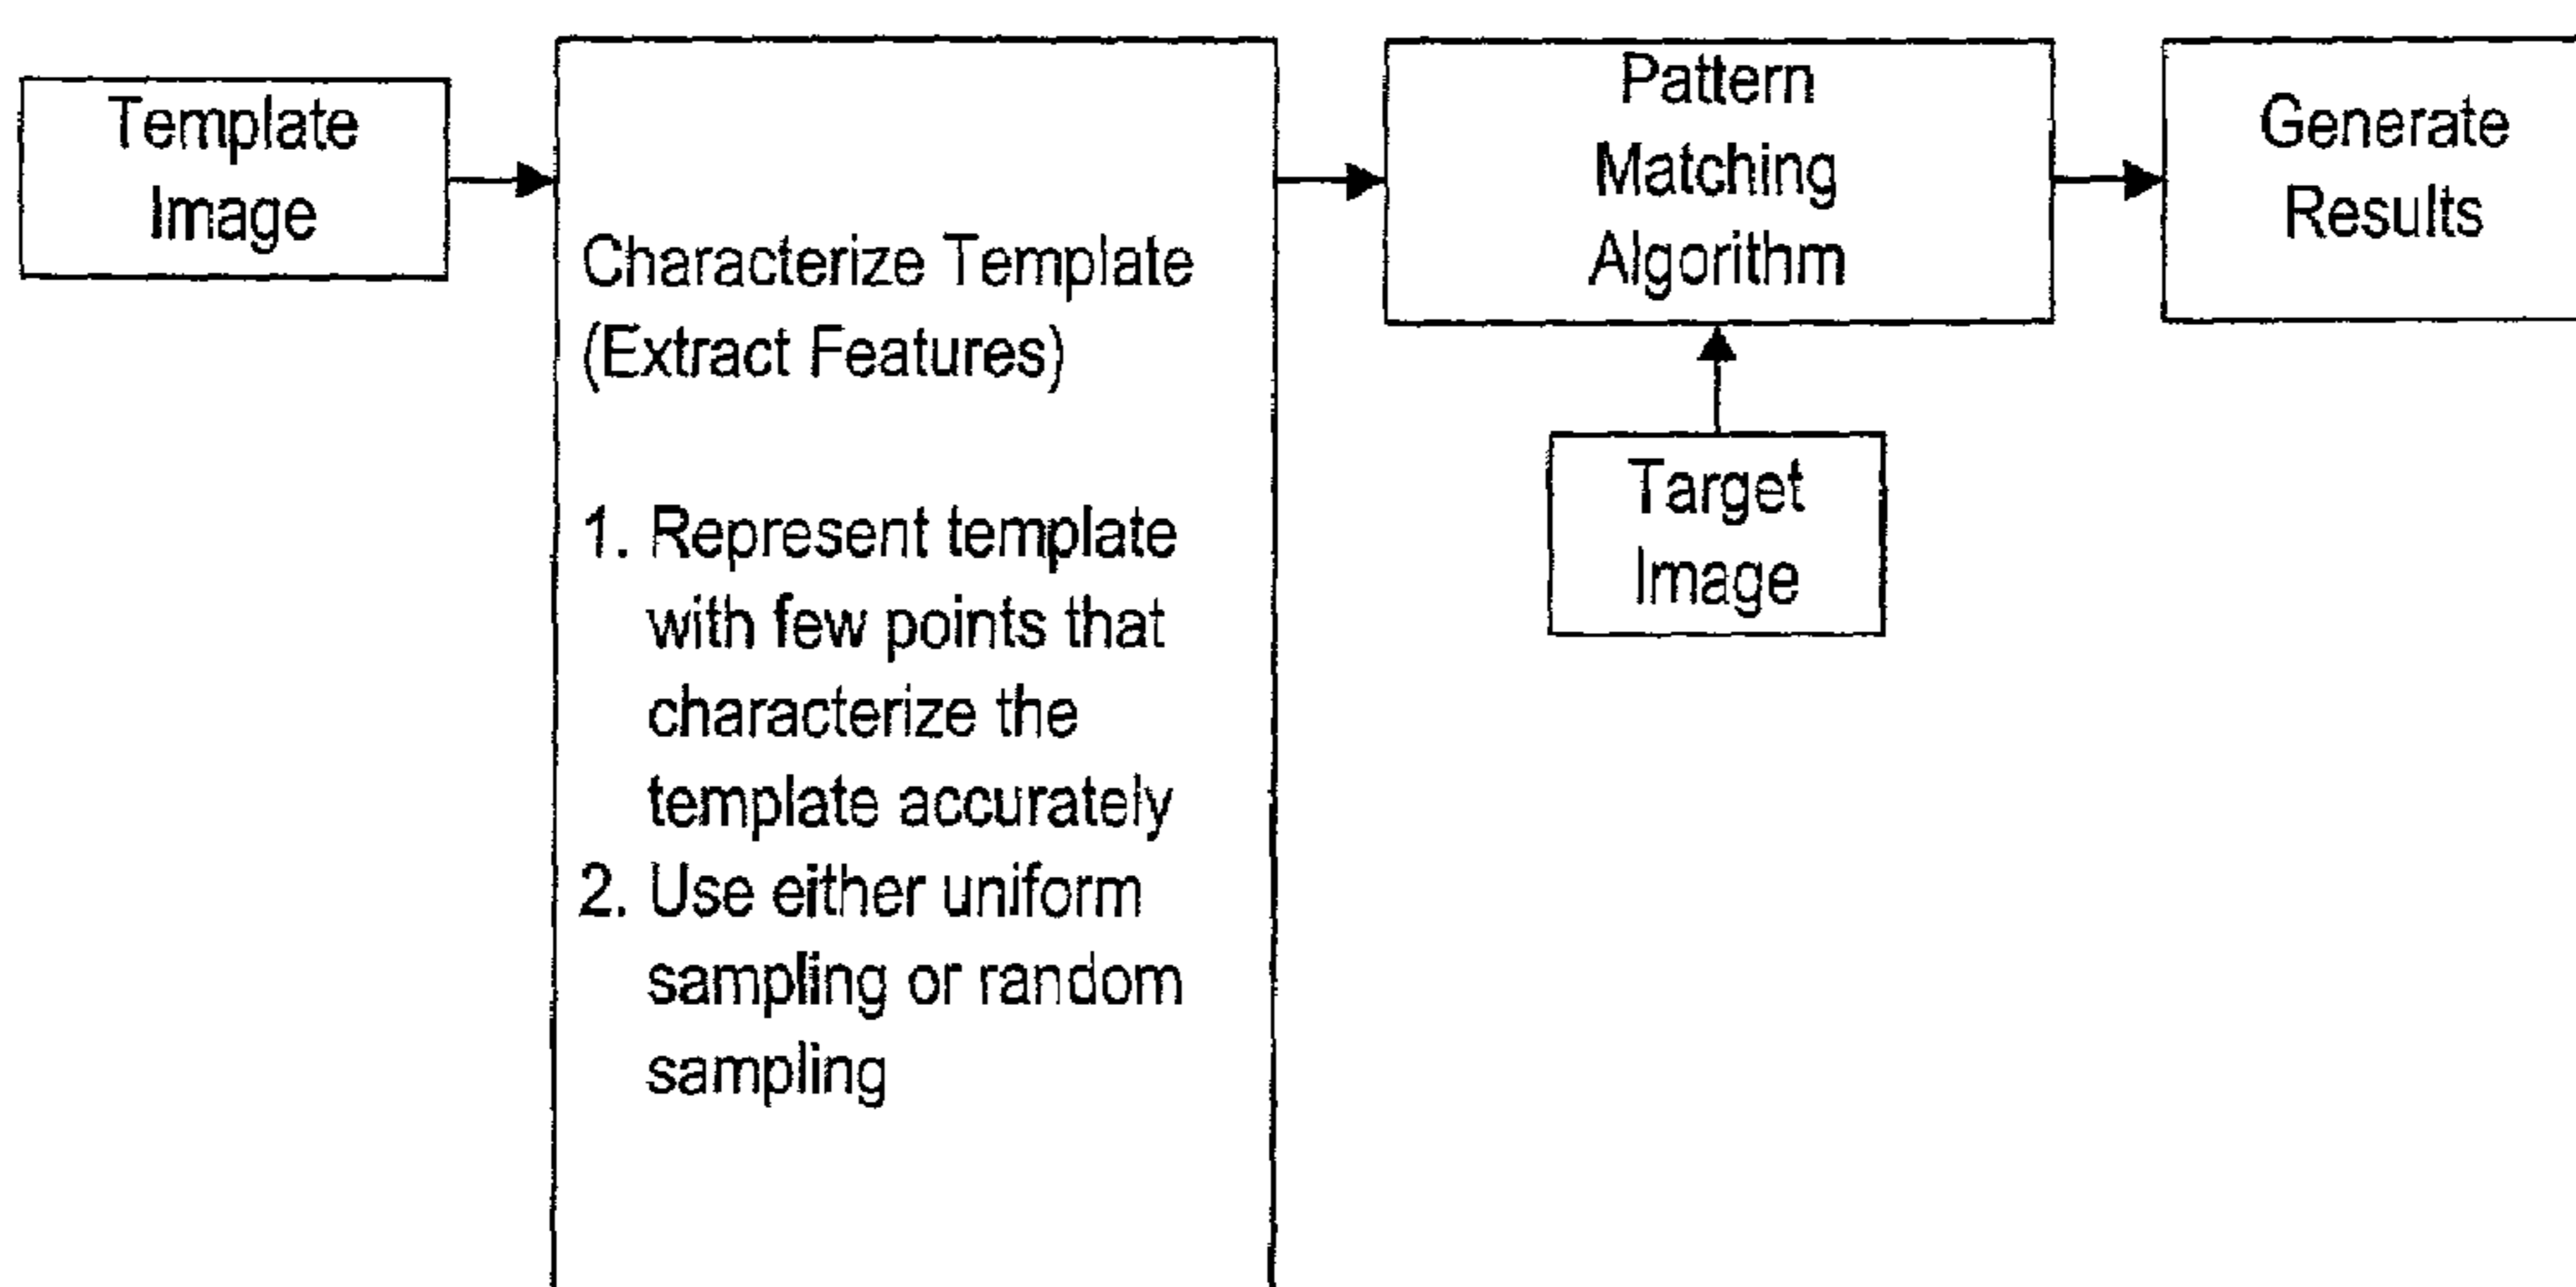 Template
Image
Characterize Template
(Extract Features)
1. Represent template
with few points that
characterize the
template accurately
2. Use either uniform
sampling or random
sampling
Pattern
Matching
Algorithm
Target
Image
Generate
Results